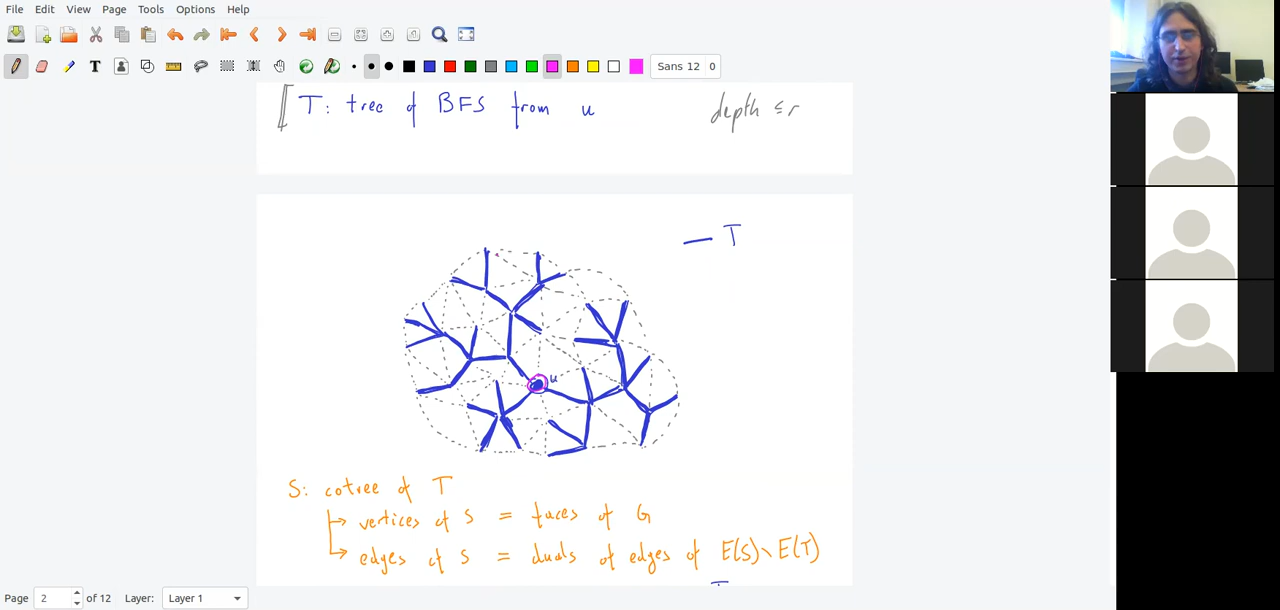 File Edit View Page Tools Options Help
Sans 12 0
T: tree of BFS from u depth ≤ r
— T
u
S: cotree of T
↳ vertices of S = faces of G
↳ edges of S = duals of edges of E(S)\E(T)
Page 2 of 12 Layer: Layer 1